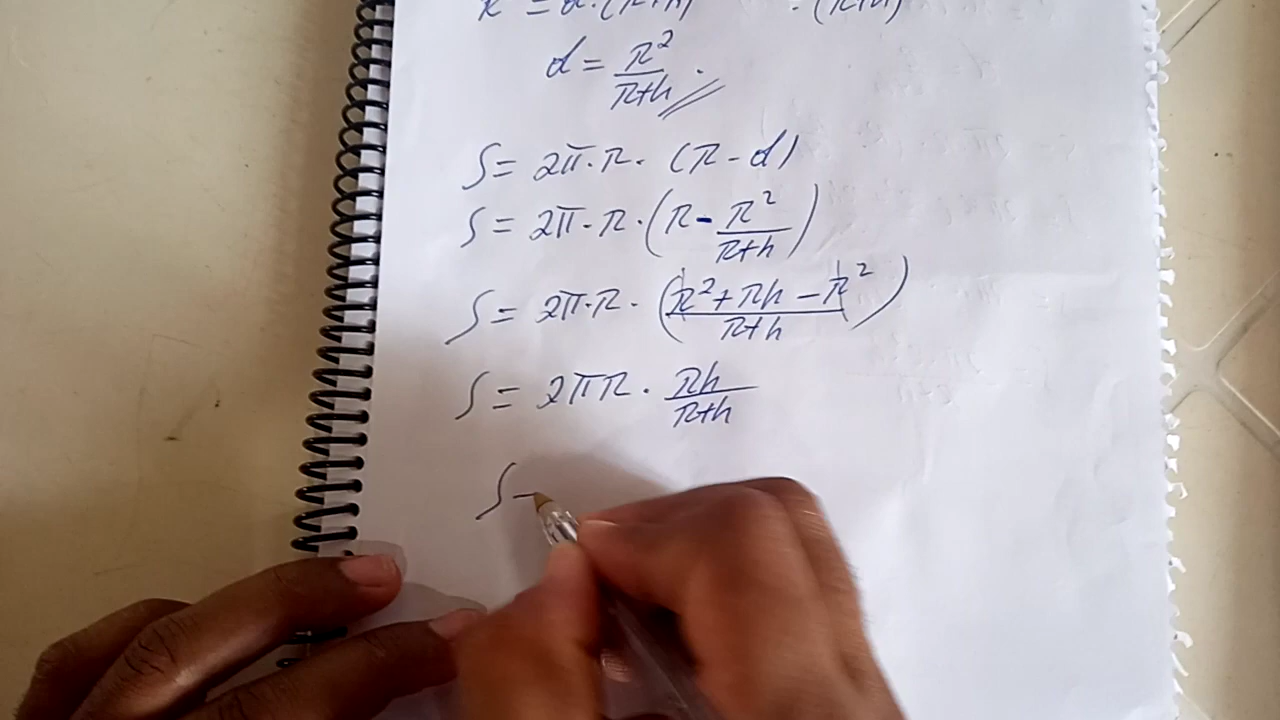 d = R²/(R+h).
S = 2π · R · (R - d)
S = 2π · R · (R - R²/(R+h))
S = 2π · R · ((R² + Rh - R²)/(R+h))
S = 2πR · Rh/(R+h)
S